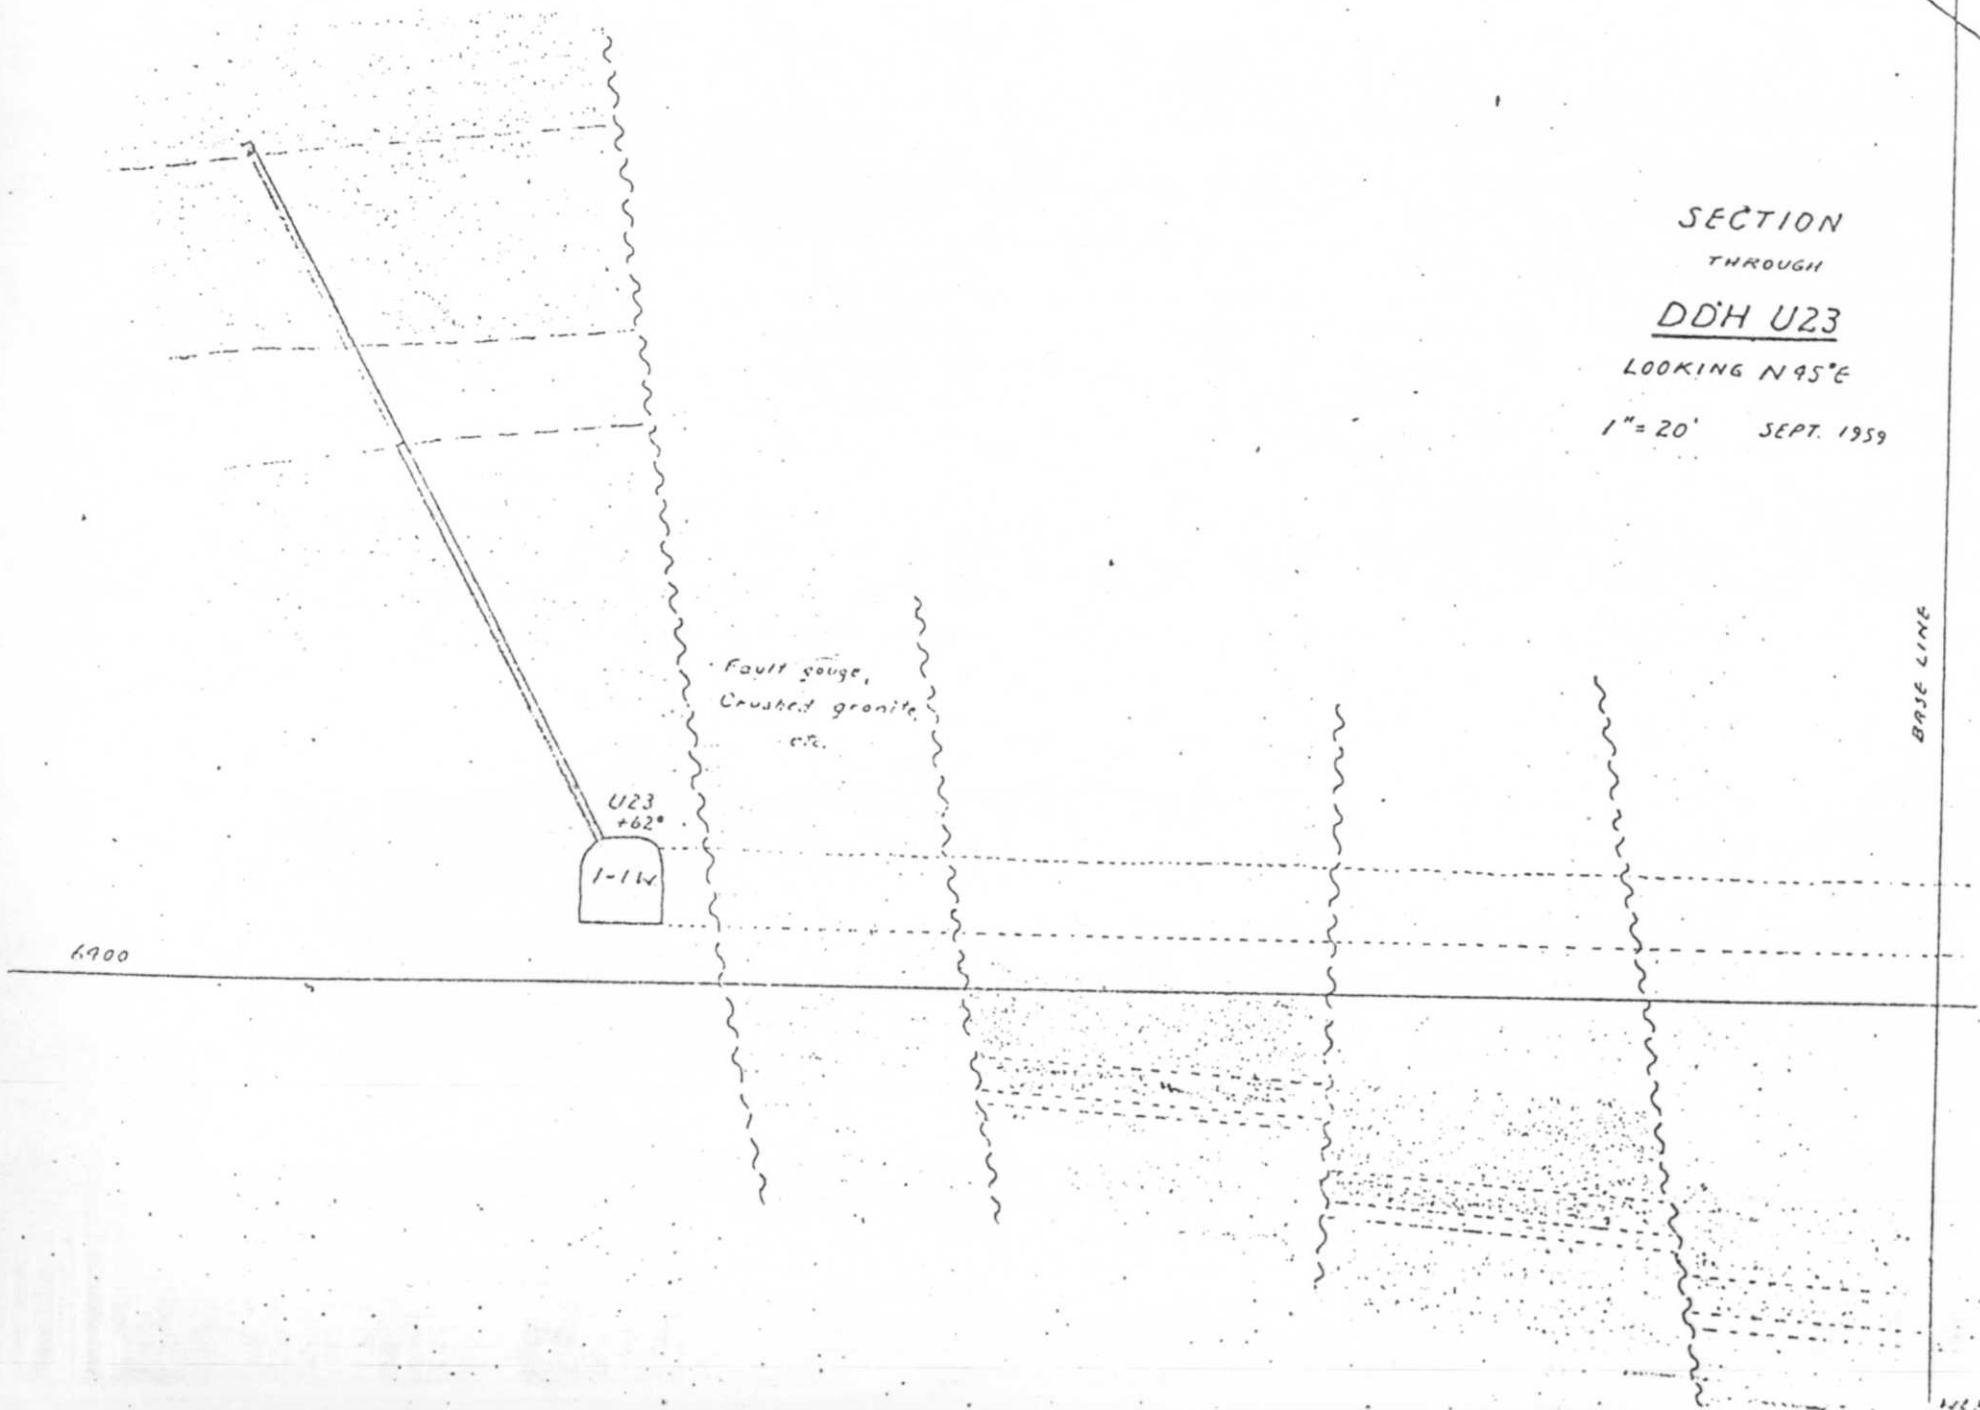 SECTION
THROUGH
DDH U23
LOOKING N45°E
1" = 20' SEPT. 1959
BASE LINE
Fault gouge,
Crushed granite,
etc.
U23
+62°
1-1W
6900